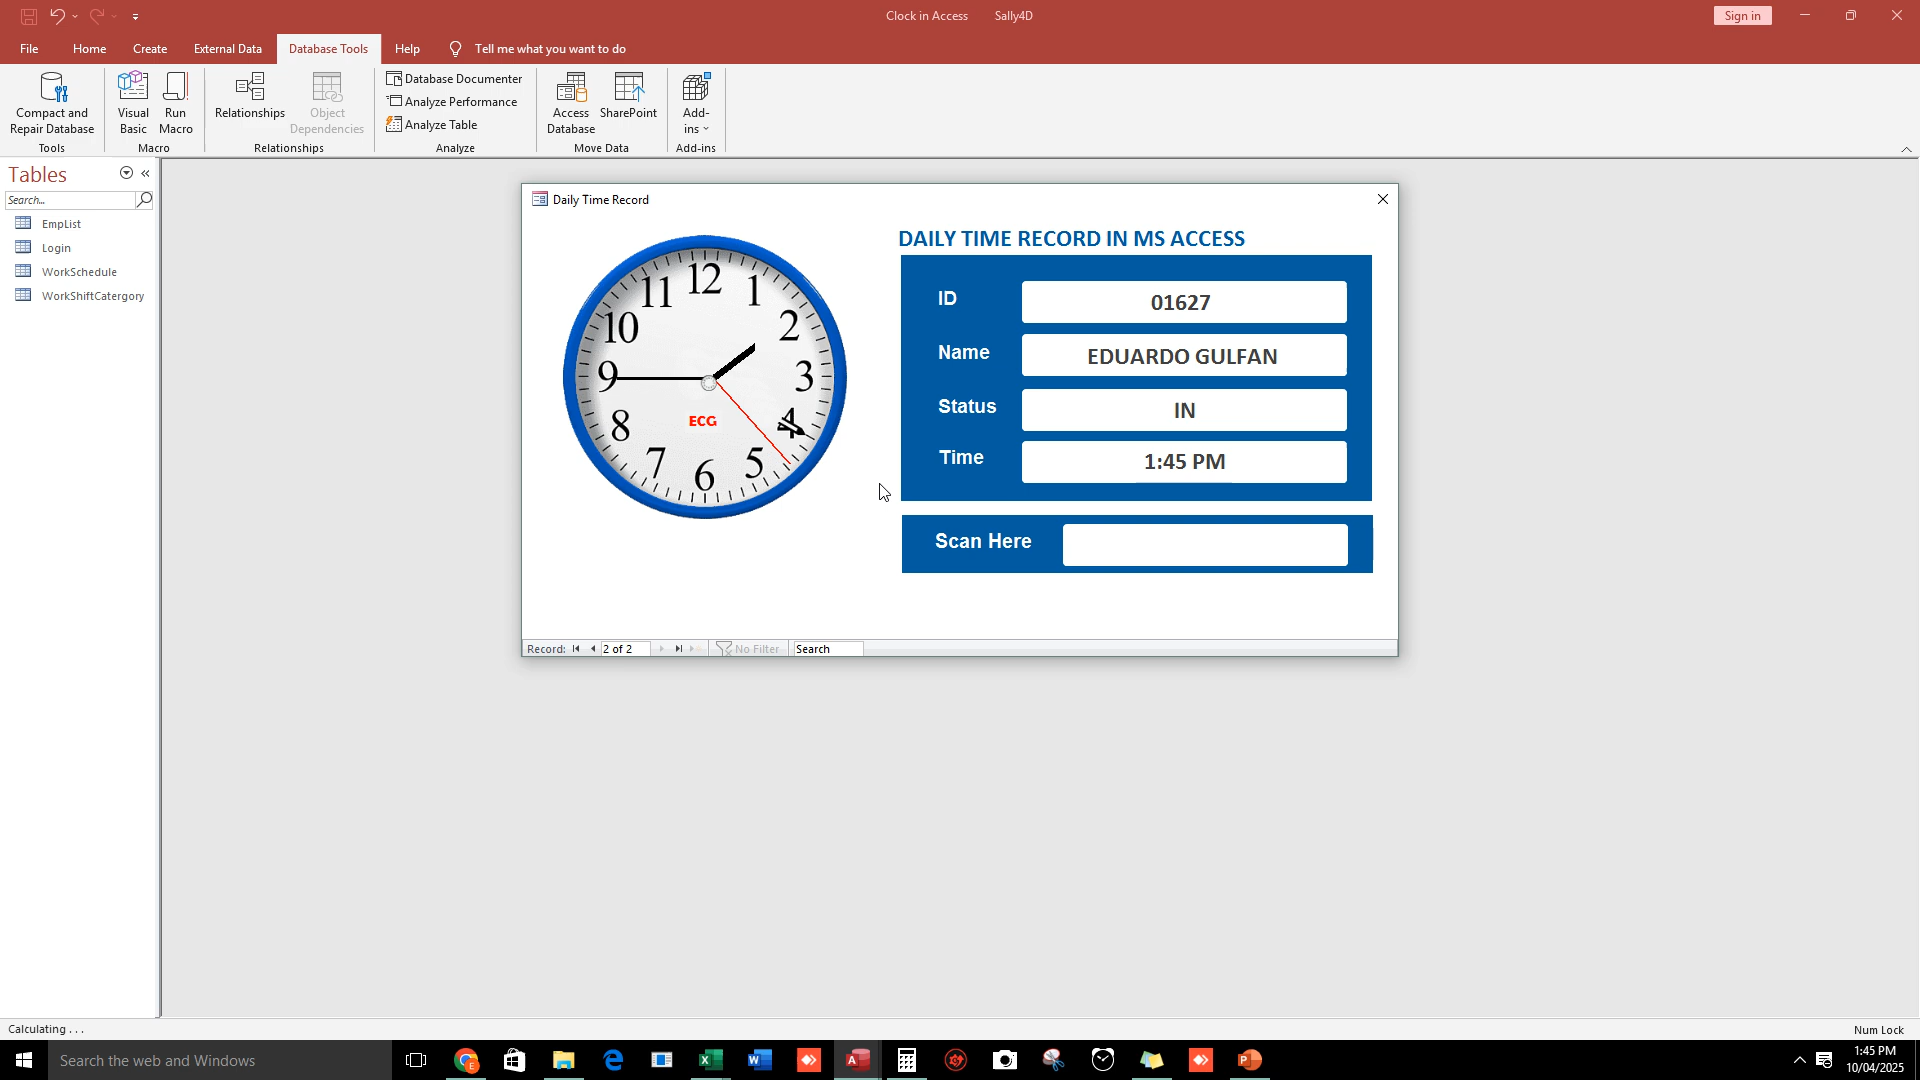 Clock in Access Sally4D
Sign in
File Home Create External Data Database Tools Help Tell me what you want to do
Compact and Repair Database
Visual Basic
Run Macro
Relationships
Object Dependencies
Database Documenter
Analyze Performance
Analyze Table
Access Database
SharePoint
Add-ins
Tools Macro Relationships Analyze Move Data Add-ins
Tables
Search...
EmpList
Login
WorkSchedule
WorkShiftCatergory
Daily Time Record
12
1
2
3
4
5
6
7
8
9
10
11
ECG
DAILY TIME RECORD IN MS ACCESS
ID 01627
Name EDUARDO GULFAN
Status IN
Time 1:45 PM
Scan Here
Record: 2 of 2 No Filter Search
Calculating . . .
Num Lock
Search the web and Windows
1:45 PM
10/04/2025